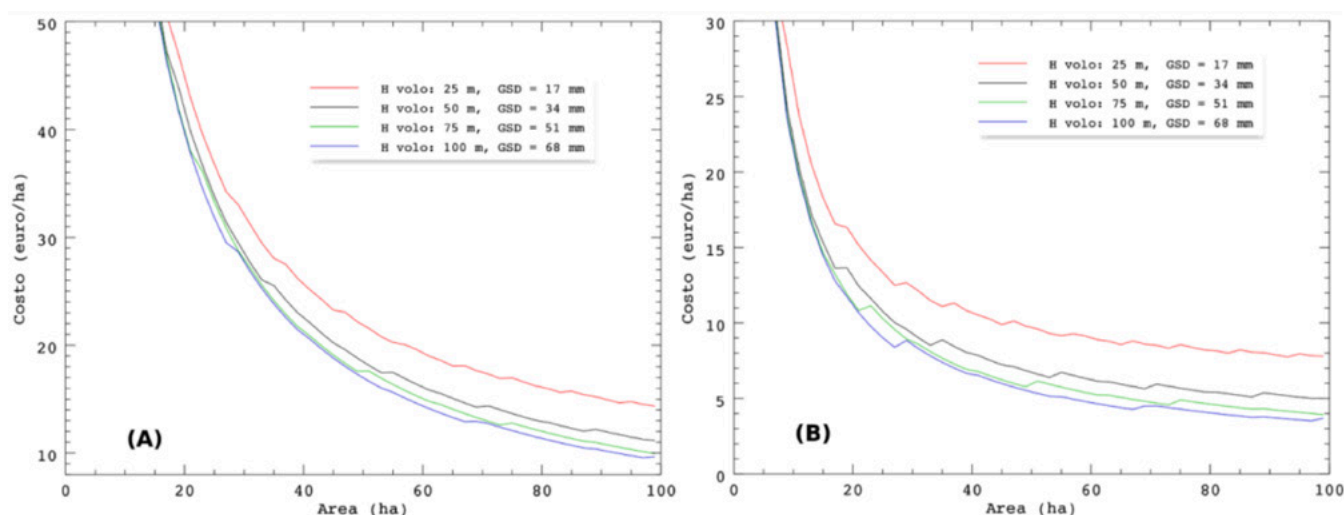 50
40
30
20
10
Costo (euro/ha)
H volo: 25 m, GSD = 17 mm
H volo: 50 m, GSD = 34 mm
H volo: 75 m, GSD = 51 mm
H volo: 100 m, GSD = 68 mm
(A)
0 20 40 60 80 100
Area (ha)
30
25
20
15
10
5
0
Costo (euro/ha)
H volo: 25 m, GSD = 17 mm
H volo: 50 m, GSD = 34 mm
H volo: 75 m, GSD = 51 mm
H volo: 100 m, GSD = 68 mm
(B)
0 20 40 60 80 100
Area (ha)